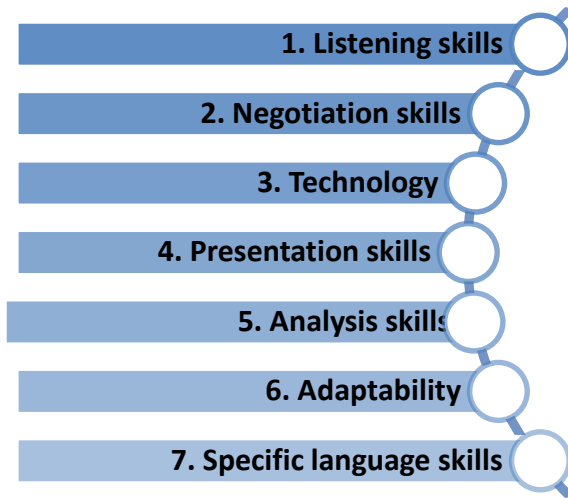 1. Listening skills
2. Negotiation skills
3. Technology
4. Presentation skills
5. Analysis skills
6. Adaptability
7. Specific language skills